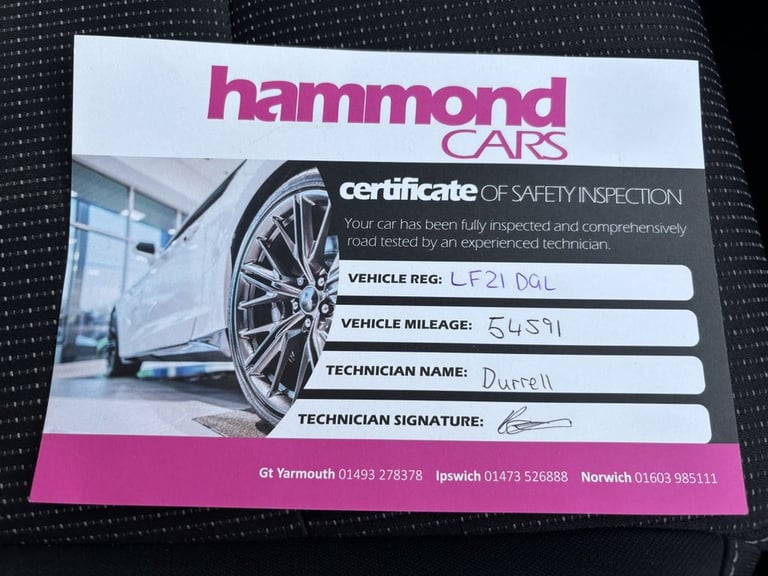 hammond
CARS
certificate OF SAFETY INSPECTION
Your car has been fully inspected and comprehensively
road tested by an experienced technician.
VEHICLE REG: LF21 DGL
VEHICLE MILEAGE: 54591
TECHNICIAN NAME: Durrell
TECHNICIAN SIGNATURE:
Gt Yarmouth 01493 278378 Ipswich 01473 526888 Norwich 01603 985111